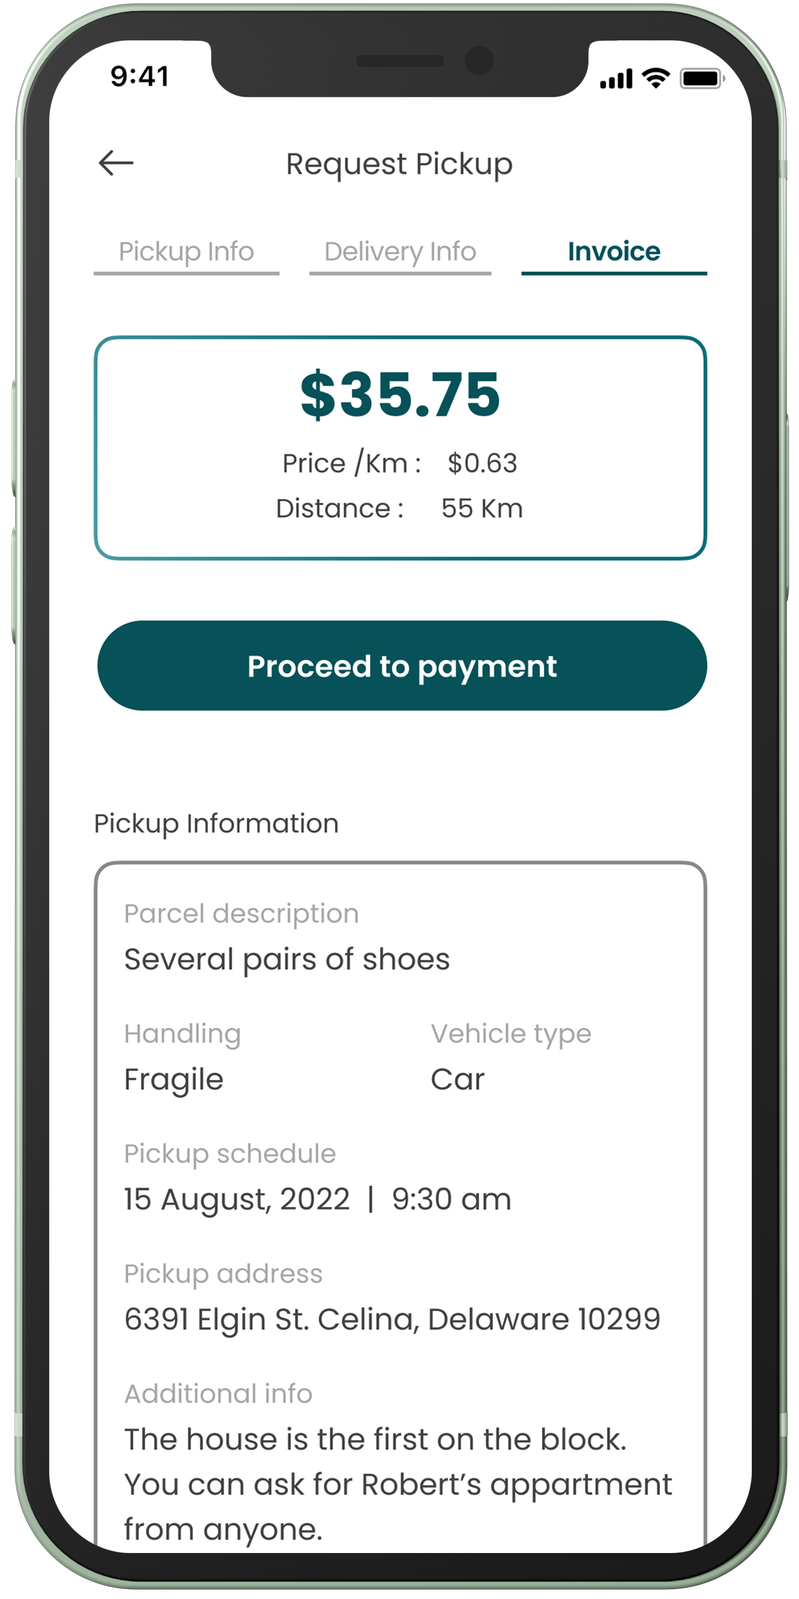 9:41
Request Pickup
Pickup Info Delivery Info Invoice
$35.75
Price /Km : $0.63
Distance : 55 Km
Proceed to payment
Pickup Information
Parcel description
Several pairs of shoes
Handling Vehicle type
Fragile Car
Pickup schedule
15 August, 2022 | 9:30 am
Pickup address
6391 Elgin St. Celina, Delaware 10299
Additional info
The house is the first on the block.
You can ask for Robert’s appartment
from anyone.